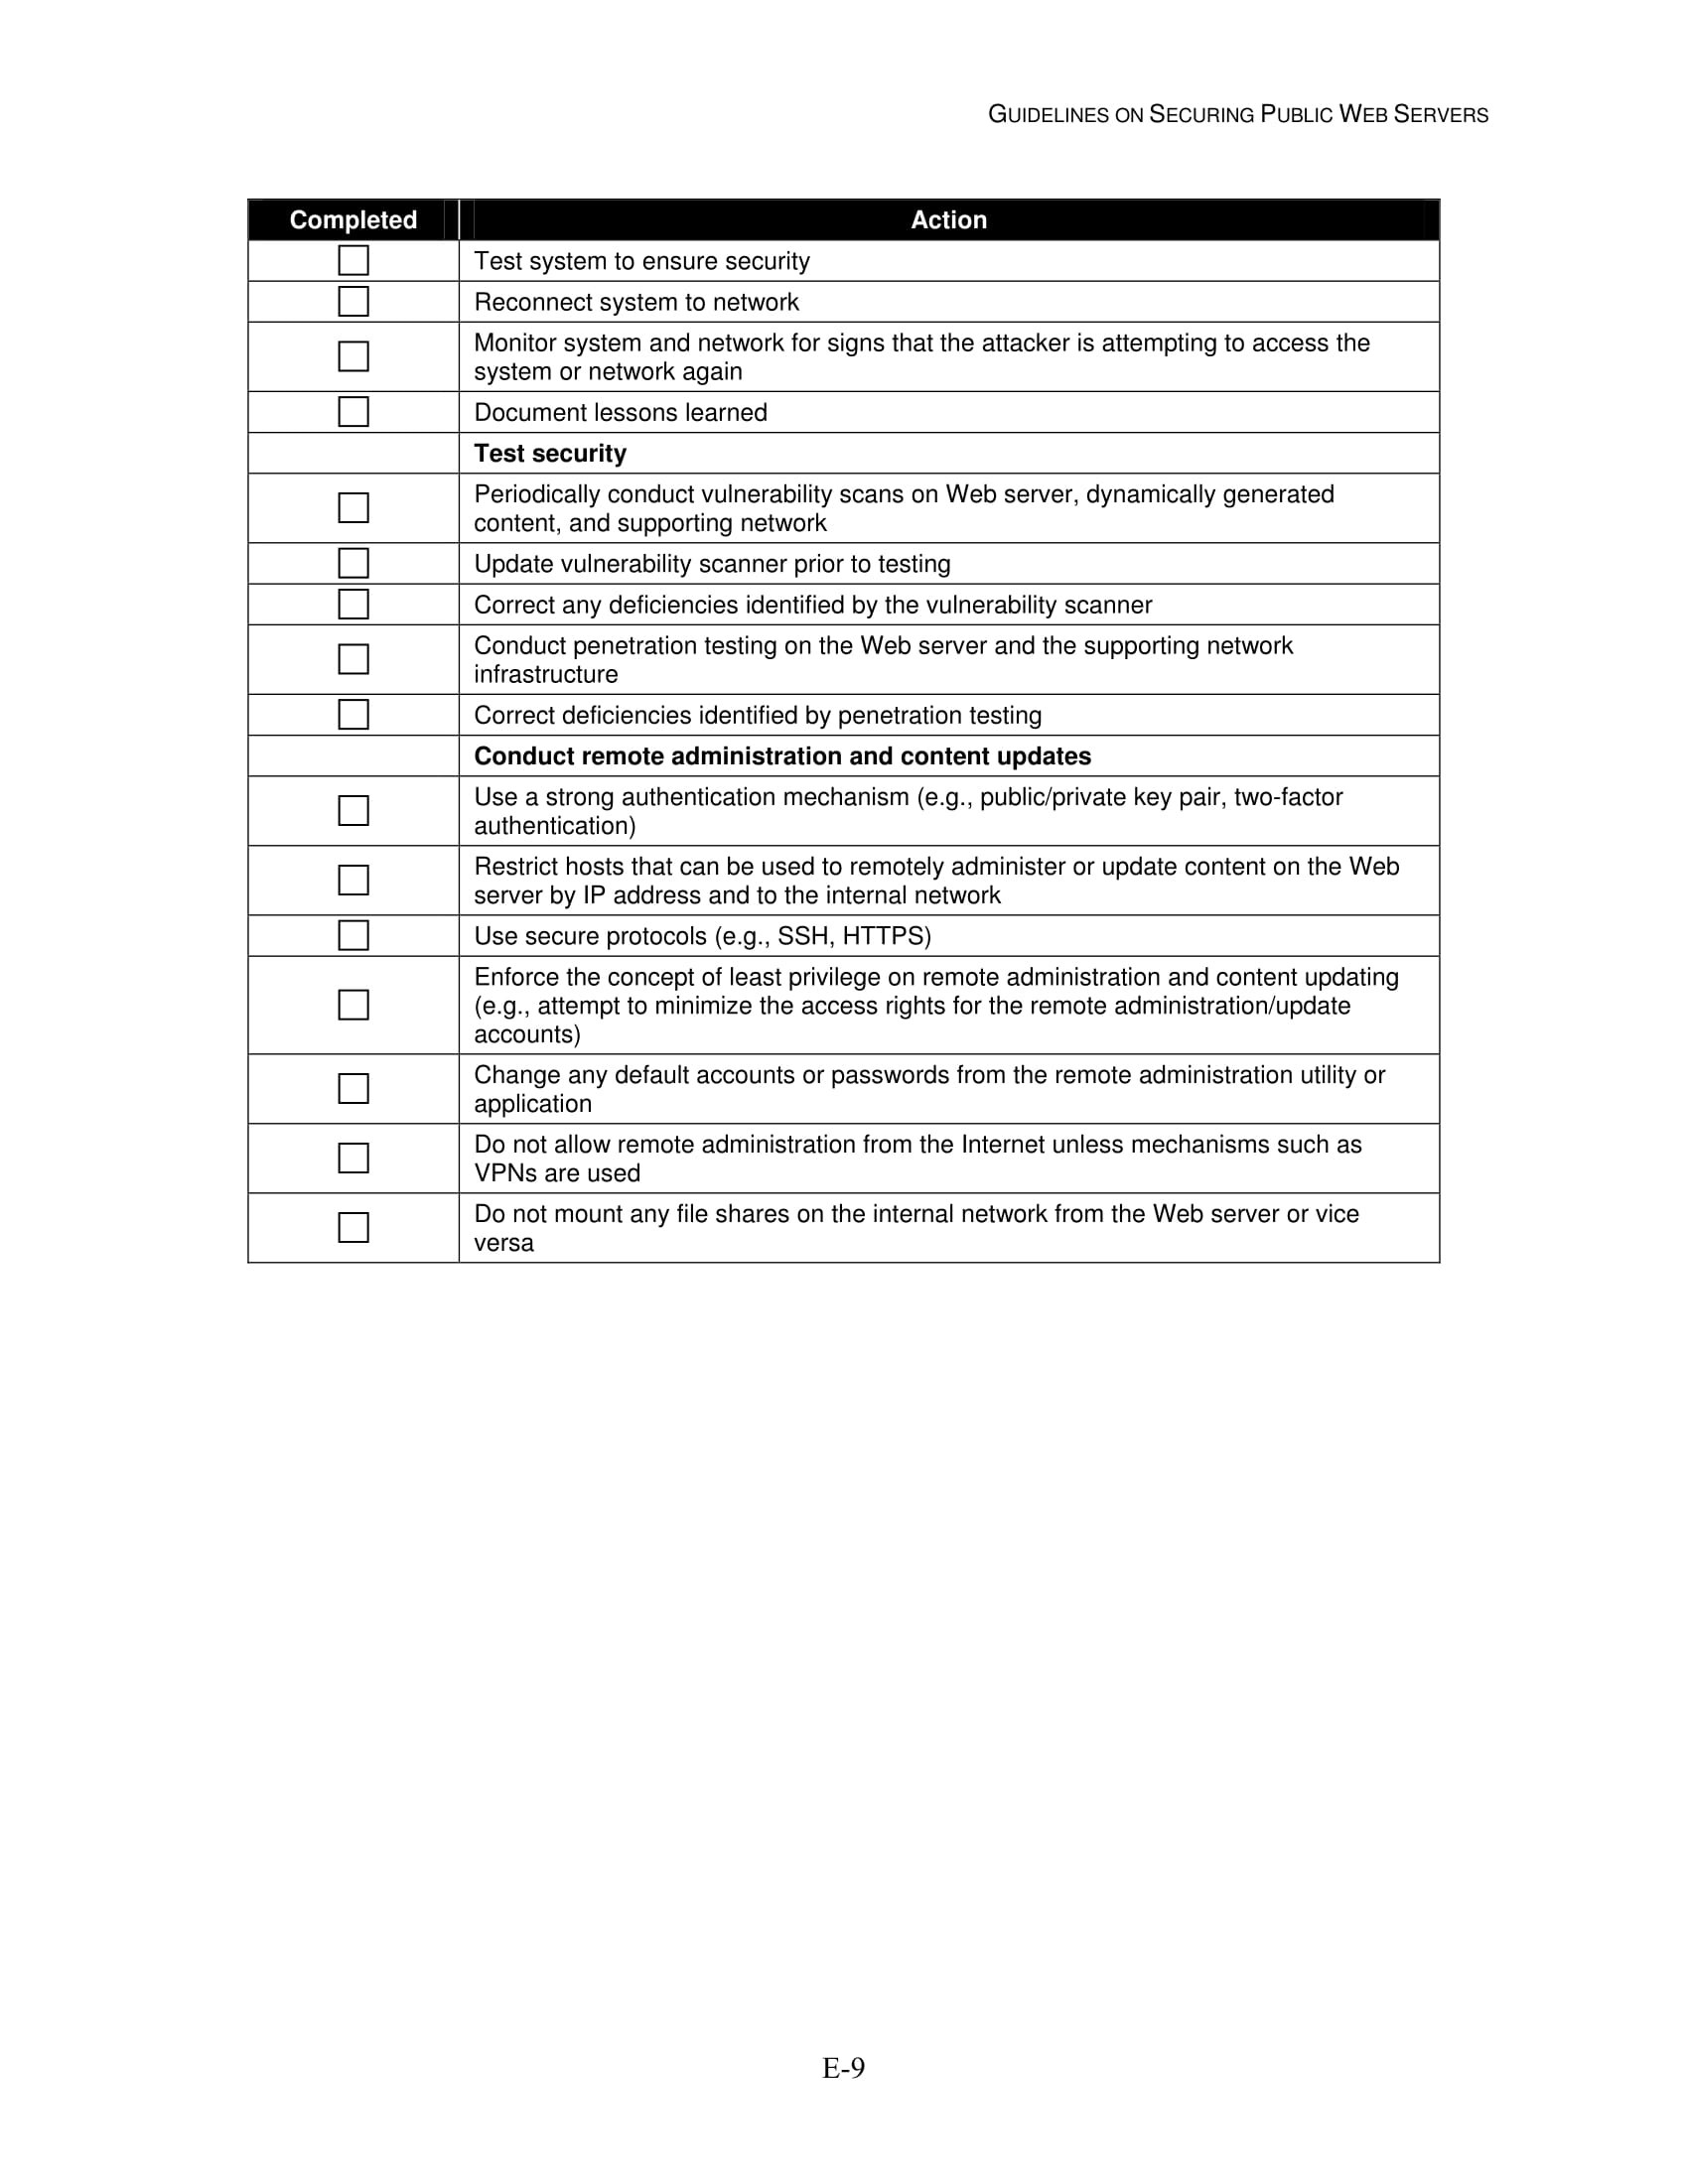 GUIDELINES ON SECURING PUBLIC WEB SERVERS
Completed
Action
Test system to ensure security
Reconnect system to network
Monitor system and network for signs that the attacker is attempting to access the
system or network again
Document lessons learned
Test security
Periodically conduct vulnerability scans on Web server, dynamically generated
content, and supporting network
Update vulnerability scanner prior to testing
Correct any deficiencies identified by the vulnerability scanner
Conduct penetration testing on the Web server and the supporting network
infrastructure
Correct deficiencies identified by penetration testing
Conduct remote administration and content updates
Use a strong authentication mechanism (e.g., public/private key pair, two-factor
authentication)
Restrict hosts that can be used to remotely administer or update content on the Web
server by IP address and to the internal network
Use secure protocols (e.g., SSH, HTTPS)
Enforce the concept of least privilege on remote administration and content updating
(e.g., attempt to minimize the access rights for the remote administration/update
accounts)
Change any default accounts or passwords from the remote administration utility or
application
Do not allow remote administration from the Internet unless mechanisms such as
VPNs are used
Do not mount any file shares on the internal network from the Web server or vice
versa
E-9